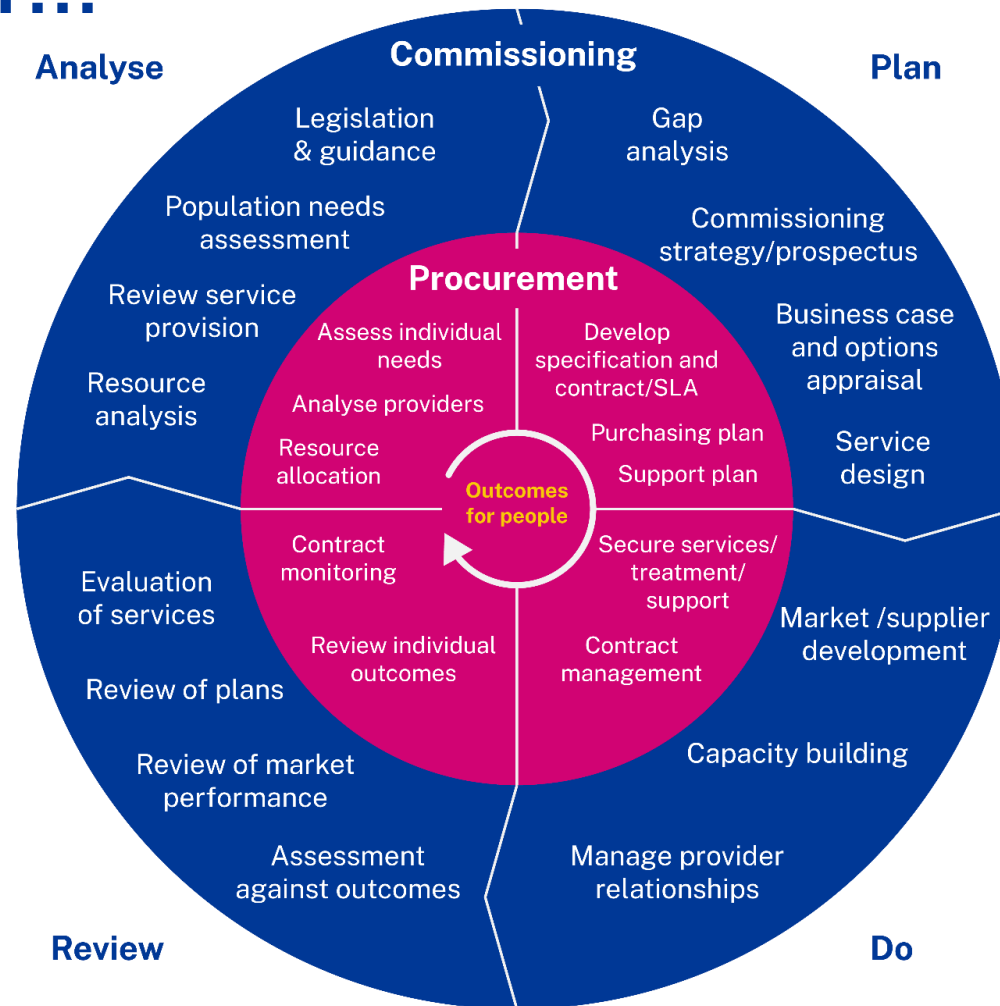 Analyse
Commissioning
Plan
Legislation
& guidance
Population needs
assessment
Review service
provision
Resource
analysis
Gap
analysis
Commissioning
strategy/prospectus
Business case
and options
appraisal
Service
design
Procurement
Assess individual
needs
Analyse providers
Resource
allocation
Develop
specification and
contract/SLA
Purchasing plan
Support plan
Outcomes
for people
Contract
monitoring
Review individual
outcomes
Secure services/
treatment/
support
Contract
management
Evaluation
of services
Review of plans
Review of market
performance
Assessment
against outcomes
Market /supplier
development
Capacity building
Manage provider
relationships
Review
Do